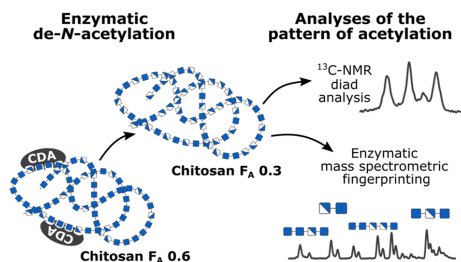 Enzymatic
de-N-acetylation
Analyses of the
pattern of acetylation
¹³C-NMR
diad
analysis
Chitosan Fₐ 0.3
Enzymatic
mass spectrometric
fingerprinting
CDA
CDA
Chitosan Fₐ 0.6